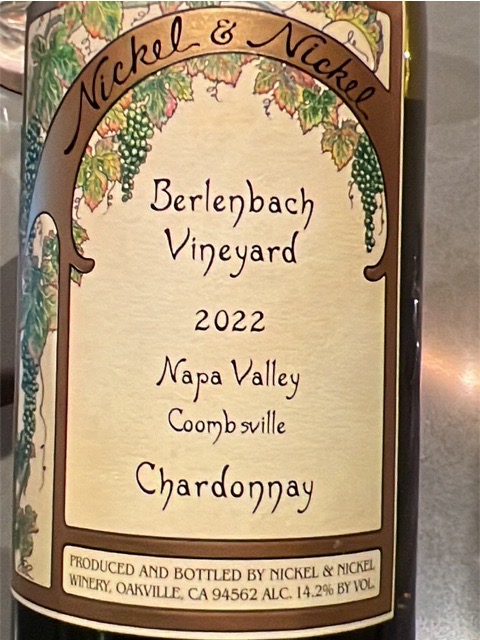 Nickel & Nickel
Berlenbach
Vineyard
2022
Napa Valley
Coombsville
Chardonnay
PRODUCED AND BOTTLED BY NICKEL & NICKEL
WINERY, OAKVILLE, CA 94562 ALC. 14.2% BY VOL.